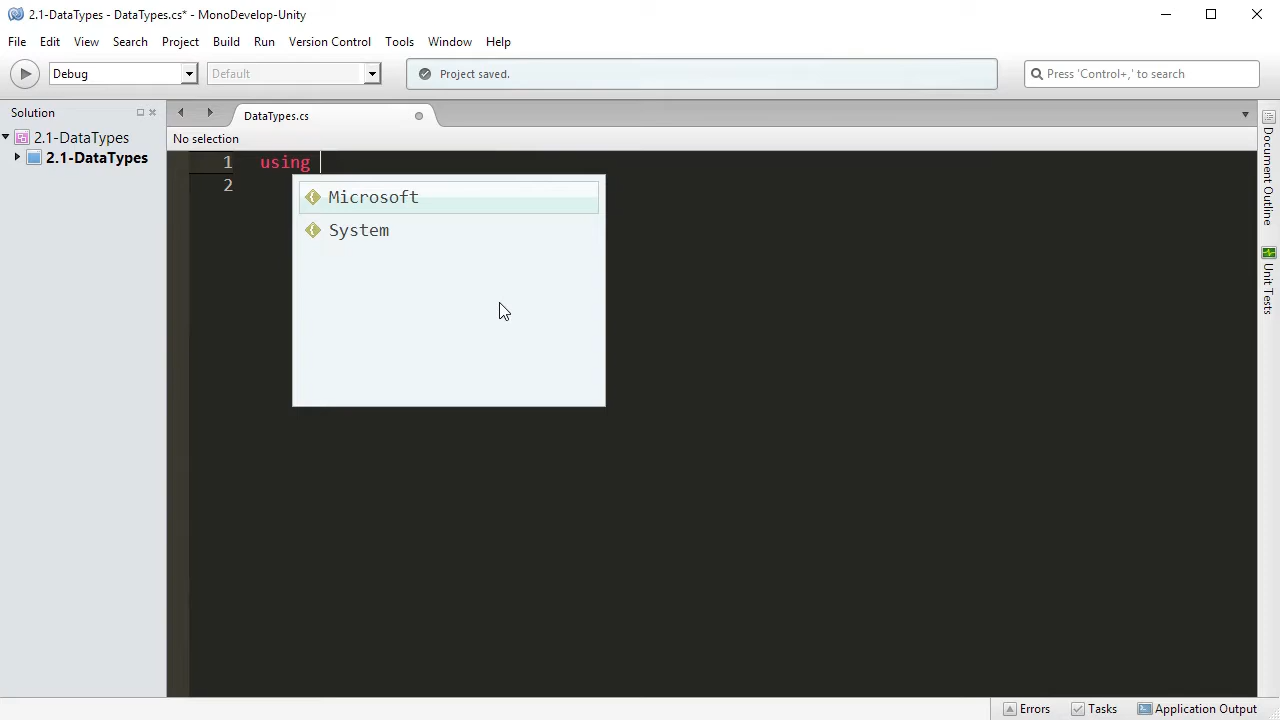 2.1-DataTypes - DataTypes.cs* - MonoDevelop-Unity
File Edit View Search Project Build Run Version Control Tools Window Help
Debug Default Project saved. Press 'Control+,' to search
Solution
DataTypes.cs
No selection
2.1-DataTypes
2.1-DataTypes
1 using
2
Microsoft
System
Document Outline
Unit Tests
Errors Tasks Application Output